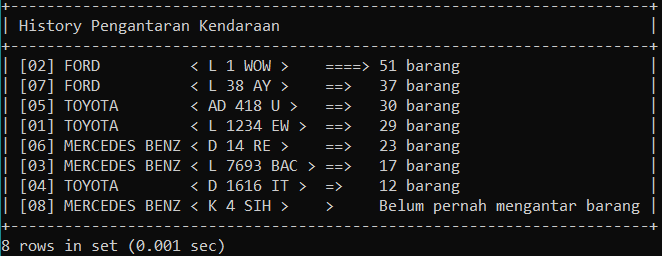 +-----------------------------------------------------------------------+
| History Pengantaran Kendaraan                                         |
+-----------------------------------------------------------------------+
| [02] FORD          < L 1 WOW >    ====> 51 barang                     |
| [07] FORD          < L 38 AY >    ==>   37 barang                     |
| [05] TOYOTA        < AD 418 U >   ==>   30 barang                     |
| [01] TOYOTA        < L 1234 EW >  ==>   29 barang                     |
| [06] MERCEDES BENZ < D 14 RE >    ==>   23 barang                     |
| [03] MERCEDES BENZ < L 7693 BAC > ==>   17 barang                     |
| [04] TOYOTA        < D 1616 IT >  =>    12 barang                     |
| [08] MERCEDES BENZ < K 4 SIH >    >     Belum pernah mengantar barang |
+-----------------------------------------------------------------------+
8 rows in set (0.001 sec)